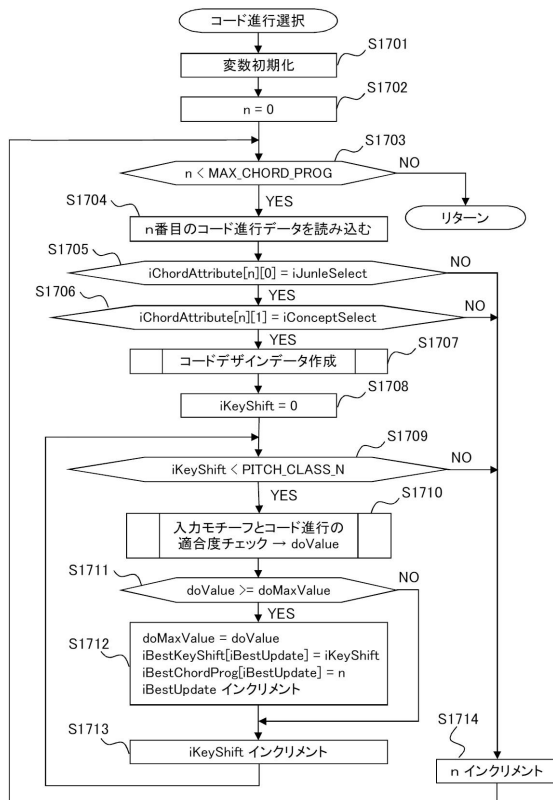 コード進行選択
S1701
変数初期化
S1702
n = 0
S1703
n < MAX_CHORD_PROG
NO
YES
リターン
S1704
n番目のコード進行データを読み込む
S1705
iChordAttribute[n][0] = iJunleSelect
NO
YES
S1706
iChordAttribute[n][1] = iConceptSelect
NO
YES
S1707
コードデザインデータ作成
S1708
iKeyShift = 0
S1709
iKeyShift < PITCH_CLASS_N
NO
YES
S1710
入力モチーフとコード進行の
適合度チェック → doValue
S1711
doValue >= doMaxValue
NO
YES
S1712
doMaxValue = doValue
iBestKeyShift[iBestUpdate] = iKeyShift
iBestChordProg[iBestUpdate] = n
iBestUpdate インクリメント
S1713
iKeyShift インクリメント
S1714
n インクリメント